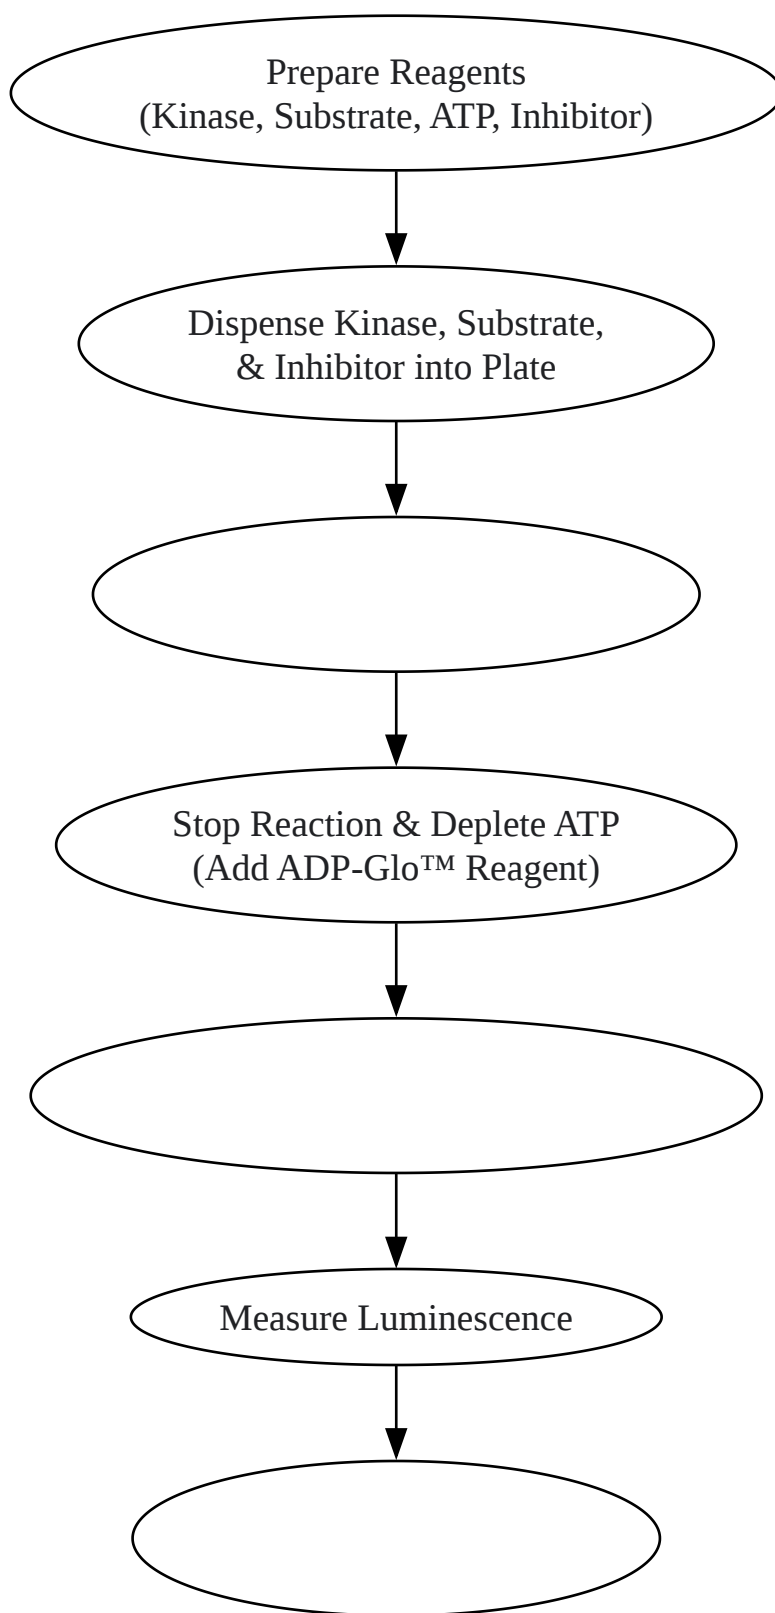 Prepare Reagents
(Kinase, Substrate, ATP, Inhibitor)
Dispense Kinase, Substrate,
& Inhibitor into Plate
Stop Reaction & Deplete ATP
(Add ADP-Glo™ Reagent)
Measure Luminescence